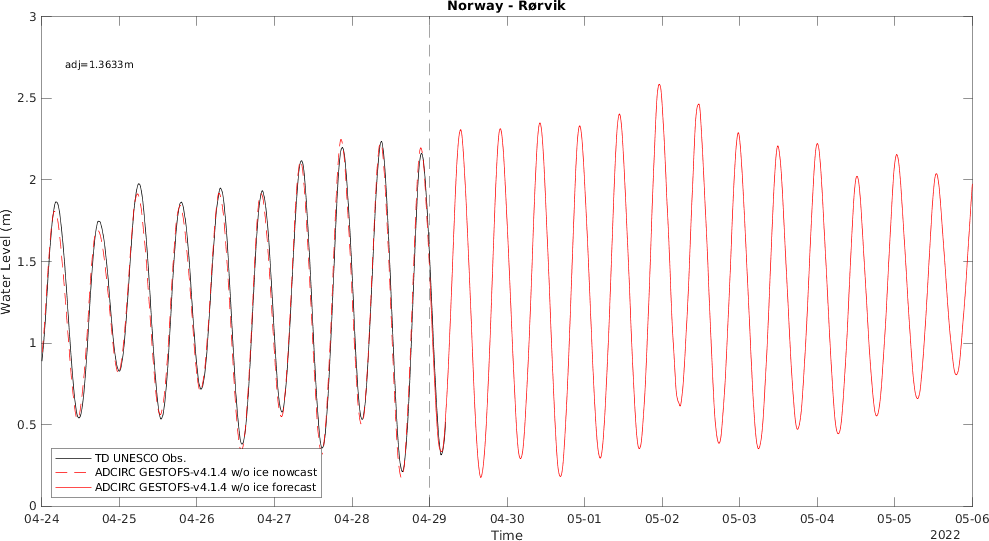 Norway - Rørvik
adj=1.3633m
Water Level (m)
3
2.5
2
1.5
1
0.5
0
TD UNESCO Obs.
ADCIRC GESTOFS-v4.1.4 w/o ice nowcast
ADCIRC GESTOFS-v4.1.4 w/o ice forecast
04-24 04-25 04-26 04-27 04-28 04-29 04-30 05-01 05-02 05-03 05-04 05-05 05-06
Time
2022